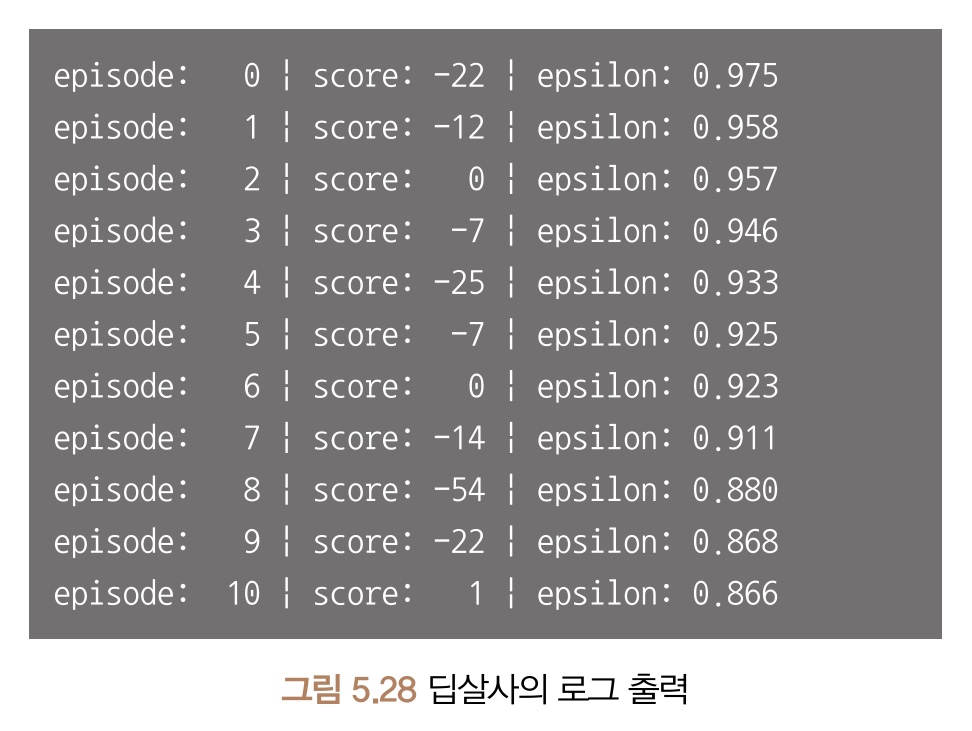 episode:   0 ¦ score: -22 ¦ epsilon: 0.975
episode:   1 ¦ score: -12 ¦ epsilon: 0.958
episode:   2 ¦ score:   0 ¦ epsilon: 0.957
episode:   3 ¦ score:  -7 ¦ epsilon: 0.946
episode:   4 ¦ score: -25 ¦ epsilon: 0.933
episode:   5 ¦ score:  -7 ¦ epsilon: 0.925
episode:   6 ¦ score:   0 ¦ epsilon: 0.923
episode:   7 ¦ score: -14 ¦ epsilon: 0.911
episode:   8 ¦ score: -54 ¦ epsilon: 0.880
episode:   9 ¦ score: -22 ¦ epsilon: 0.868
episode:  10 ¦ score:   1 ¦ epsilon: 0.866
그림 5.28 딥살사의 로그 출력